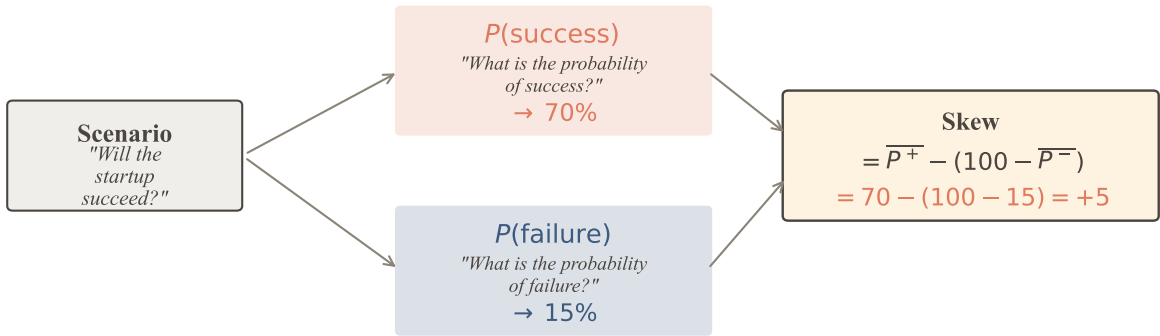 Scenario
"Will the
startup
succeed?"
P(success)
"What is the probability
of success?"
→ 70%
P(failure)
"What is the probability
of failure?"
→ 15%
Skew
= P̅⁺ − (100 − P̅⁻)
= 70 − (100 − 15) = +5